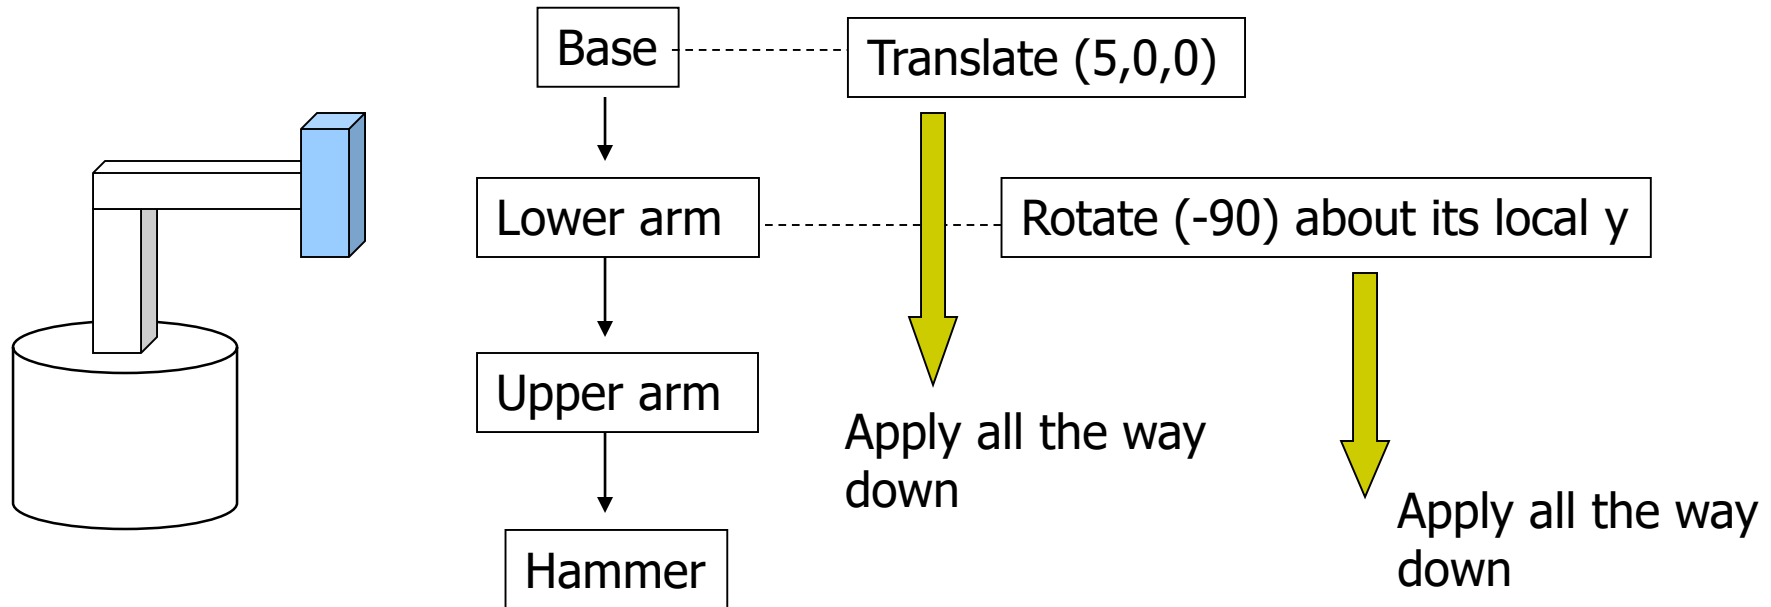 Base
Translate (5,0,0)
Lower arm
Rotate (-90) about its local y
Upper arm
Apply all the way
down
Apply all the way
down
Hammer